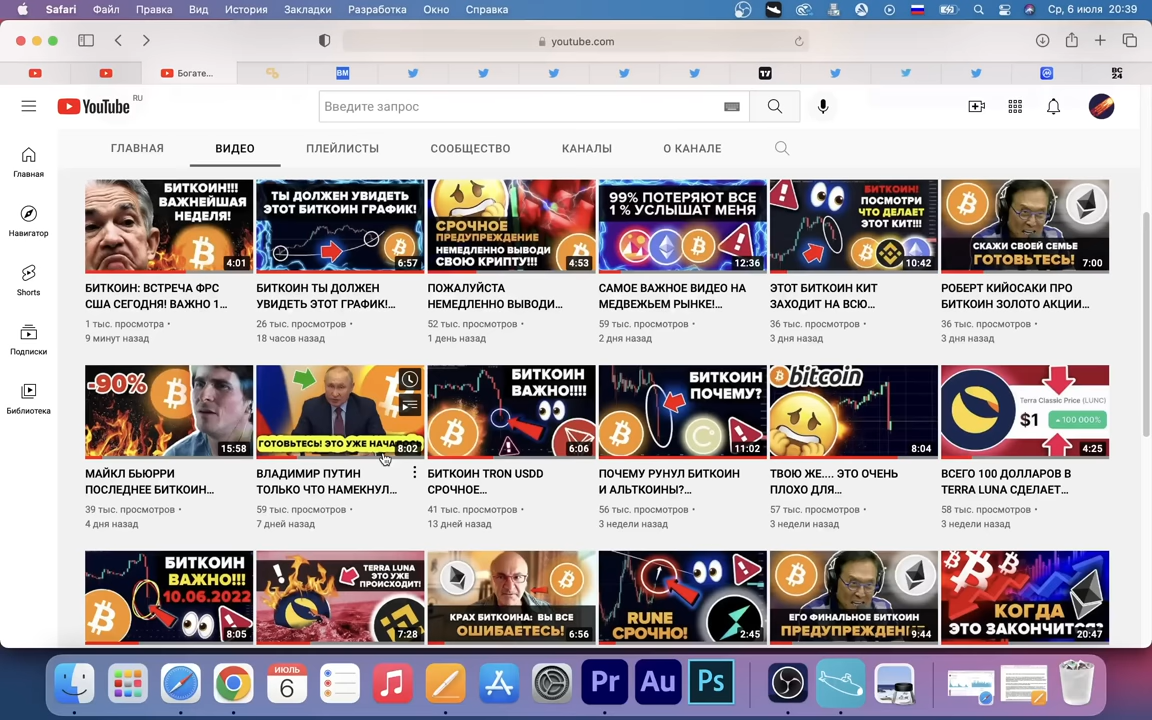 Safari Файл Правка Вид История Закладки Разработка Окно Справка Ср, 6 июля 20:39
youtube.com
Богате... BM 17 BC 24
YouTube RU
Введите запрос
ГЛАВНАЯ ВИДЕО ПЛЕЙЛИСТЫ СООБЩЕСТВО КАНАЛЫ О КАНАЛЕ
Главная
Навигатор
Shorts
Подписки
Библиотека
БИТКОИН!!!
ВАЖНЕЙШАЯ
НЕДЕЛЯ!
4:01
БИТКОИН: ВСТРЕЧА ФРС
США СЕГОДНЯ! ВАЖНО 1...
1 тыс. просмотра •
9 минут назад
ТЫ ДОЛЖЕН УВИДЕТЬ
ЭТОТ БИТКОИН ГРАФИК!
6:57
БИТКОИН ТЫ ДОЛЖЕН
УВИДЕТЬ ЭТОТ ГРАФИК!...
26 тыс. просмотров •
18 часов назад
СРОЧНОЕ
ПРЕДУПРЕЖДЕНИЕ
НЕМЕДЛЕННО ВЫВОДИ
СВОЮ КРИПТУ!!!
4:53
ПОЖАЛУЙСТА
НЕМЕДЛЕННО ВЫВОДИ...
52 тыс. просмотров •
1 день назад
99% ПОТЕРЯЮТ ВСЕ
1% УСЛЫШАТ МЕНЯ
12:36
САМОЕ ВАЖНОЕ ВИДЕО НА
МЕДВЕЖЬЕМ РЫНКЕ!...
59 тыс. просмотров •
2 дня назад
БИТКОИН!
ПОСМОТРИ
ЧТО ДЕЛАЕТ
ЭТОТ КИТ!!!
10:42
ЭТОТ БИТКОИН КИТ
ЗАХОДИТ НА ВСЮ...
36 тыс. просмотров •
3 дня назад
СКАЖИ СВОЕЙ СЕМЬЕ
ГОТОВЬТЕСЬ!
7:00
РОБЕРТ КИЙОСАКИ ПРО
БИТКОИН ЗОЛОТО АКЦИИ...
36 тыс. просмотров •
3 дня назад
-90%
15:58
МАЙКЛ БЬЮРРИ
ПОСЛЕДНЕЕ БИТКОИН...
39 тыс. просмотров •
4 дня назад
ГОТОВЬТЕСЬ! ЭТО УЖЕ
8:02
ВЛАДИМИР ПУТИН
ТОЛЬКО ЧТО НАМЕКНУЛ...
59 тыс. просмотров •
7 дней назад
БИТКОИН
ВАЖНО!!!!
6:06
БИТКОИН TRON USDD
СРОЧНОЕ...
41 тыс. просмотров •
13 дней назад
БИТКОИН
ПОЧЕМУ?
11:02
ПОЧЕМУ РУНУЛ БИТКОИН
И АЛЬТКОИНЫ?...
56 тыс. просмотров •
3 недели назад
bitcoin
8:04
ТВОЮ ЖЕ.... ЭТО ОЧЕНЬ
ПЛОХО ДЛЯ...
57 тыс. просмотров •
3 недели назад
Terra Classic Price (LUNC)
$1 100 000%
4:25
ВСЕГО 100 ДОЛЛАРОВ В
TERRA LUNA СДЕЛАЕТ...
58 тыс. просмотров •
3 недели назад
БИТКОИН
ВАЖНО!!!
10.06.2022
8:05
TERRA LUNA
ЭТО УЖЕ
ПРОИСХОДИТ!
7:28
КРАХ БИТКОИНА: ВЫ ВСЕ
ОШИБАЕТЕСЬ!
6:56
RUNE
СРОЧНО!
2:45
ЕГО ФИНАЛЬНОЕ БИТКОИН
9:44
КОГДА
ЭТО ЗАКОНЧИТСЯ?
20:47
ИЮЛЬ
6
Pr Au Ps